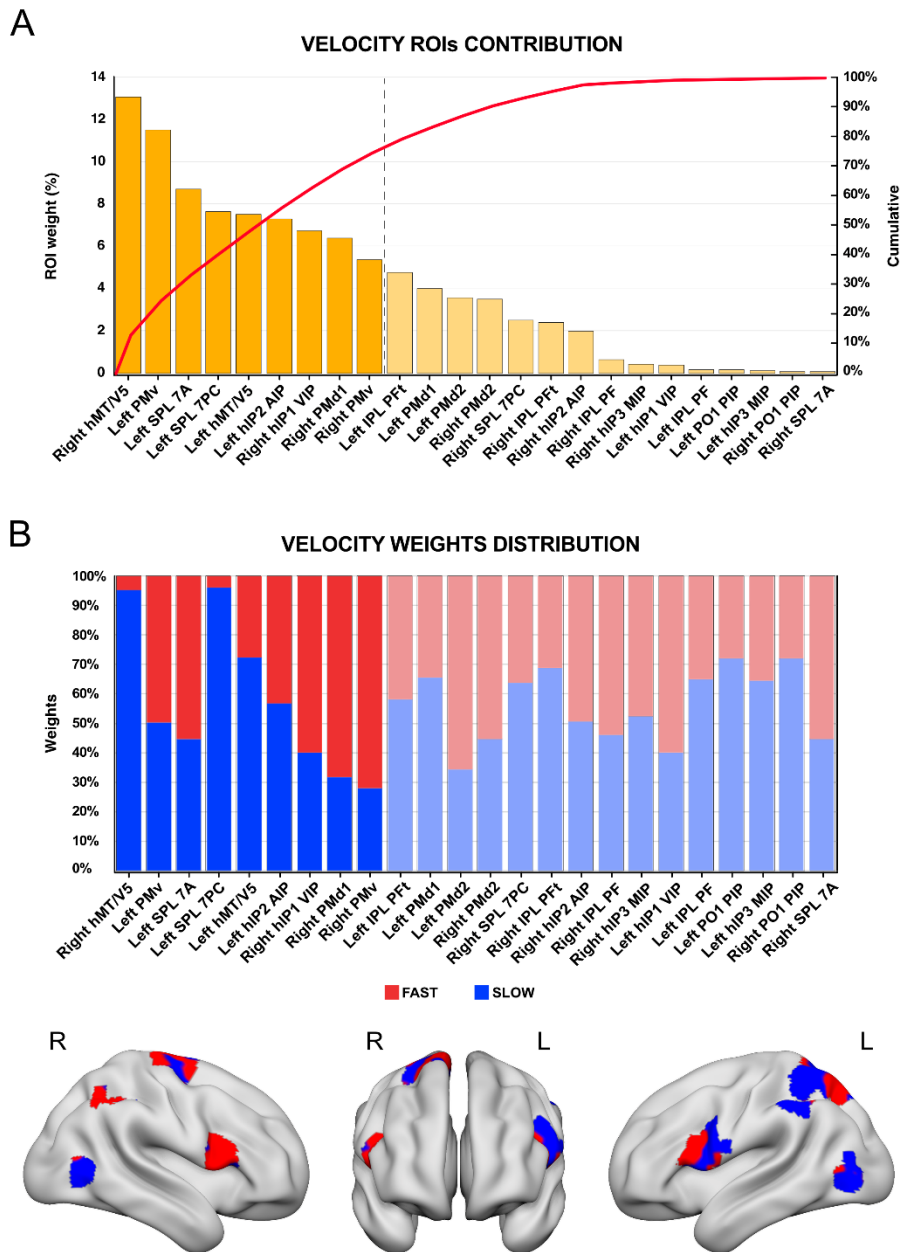 A
VELOCITY ROIs CONTRIBUTION
14
12
10
8
6
4
2
0
ROI weight (%)
100%
90%
80%
70%
60%
50%
40%
30%
20%
10%
0%
Cumulative
Right hMT/V5
Left PMv
Left SPL 7A
Left SPL 7PC
Left hMT/V5
Left hIP2 AIP
Right hIP1 VIP
Right PMd1
Right PMv
Left IPL PFt
Left PMd1
Left PMd2
Right PMd2
Right SPL 7PC
Right IPL PFt
Right hIP2 AIP
Right IPL PF
Right hIP3 MIP
Left hIP1 VIP
Left IPL PF
Left PO1 PIP
Left hIP3 MIP
Right PO1 PIP
Right SPL 7A
B
VELOCITY WEIGHTS DISTRIBUTION
100%
90%
80%
70%
60%
50%
40%
30%
20%
10%
0%
Weights
Right hMT/V5
Left PMv
Left SPL 7A
Left SPL 7PC
Left hMT/V5
Left hIP2 AIP
Right hIP1 VIP
Right PMd1
Right PMv
Left IPL PFt
Left PMd1
Left PMd2
Right PMd2
Right SPL 7PC
Right IPL PFt
Right hIP2 AIP
Right IPL PF
Right hIP3 MIP
Left hIP1 VIP
Left IPL PF
Left PO1 PIP
Left hIP3 MIP
Right PO1 PIP
Right SPL 7A
FAST SLOW
R R L L